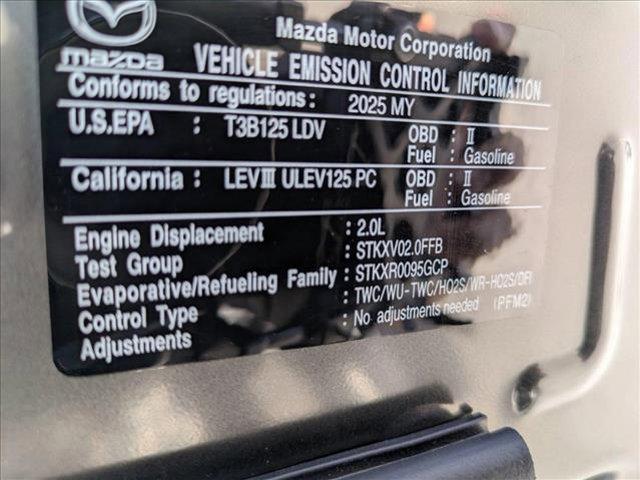 Mazda Motor Corporation
mazda VEHICLE EMISSION CONTROL INFORMATION
Conforms to regulations : 2025 MY
U.S.EPA : T3B125 LDV OBD : II
Fuel : Gasoline
California : LEVIII ULEV125 PC OBD : II
Fuel : Gasoline
Engine Displacement : 2.0L
Test Group : STKXV02.0FFB
Evaporative/Refueling Family : STKXR0095GCP
Control Type : TWC/WU-TWC/HO2S/WR-HO2S/DFI
Adjustments : No adjustments needed (PFM2)